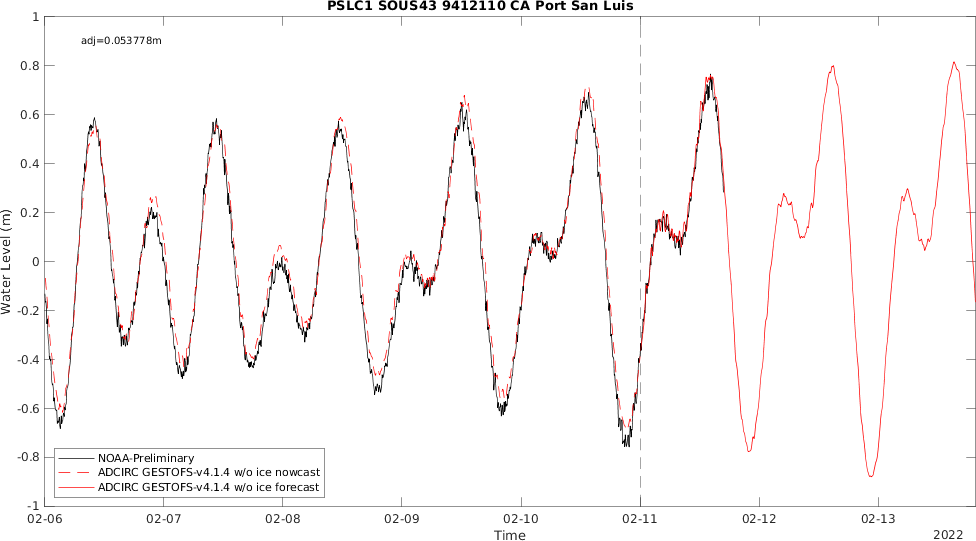 PSLC1 SOUS43 9412110 CA Port San Luis
adj=0.053778m
1
0.8
0.6
0.4
0.2
0
-0.2
-0.4
-0.6
-0.8
-1
Water Level (m)
NOAA-Preliminary
ADCIRC GESTOFS-v4.1.4 w/o ice nowcast
ADCIRC GESTOFS-v4.1.4 w/o ice forecast
02-06 02-07 02-08 02-09 02-10 02-11 02-12 02-13
Time
2022